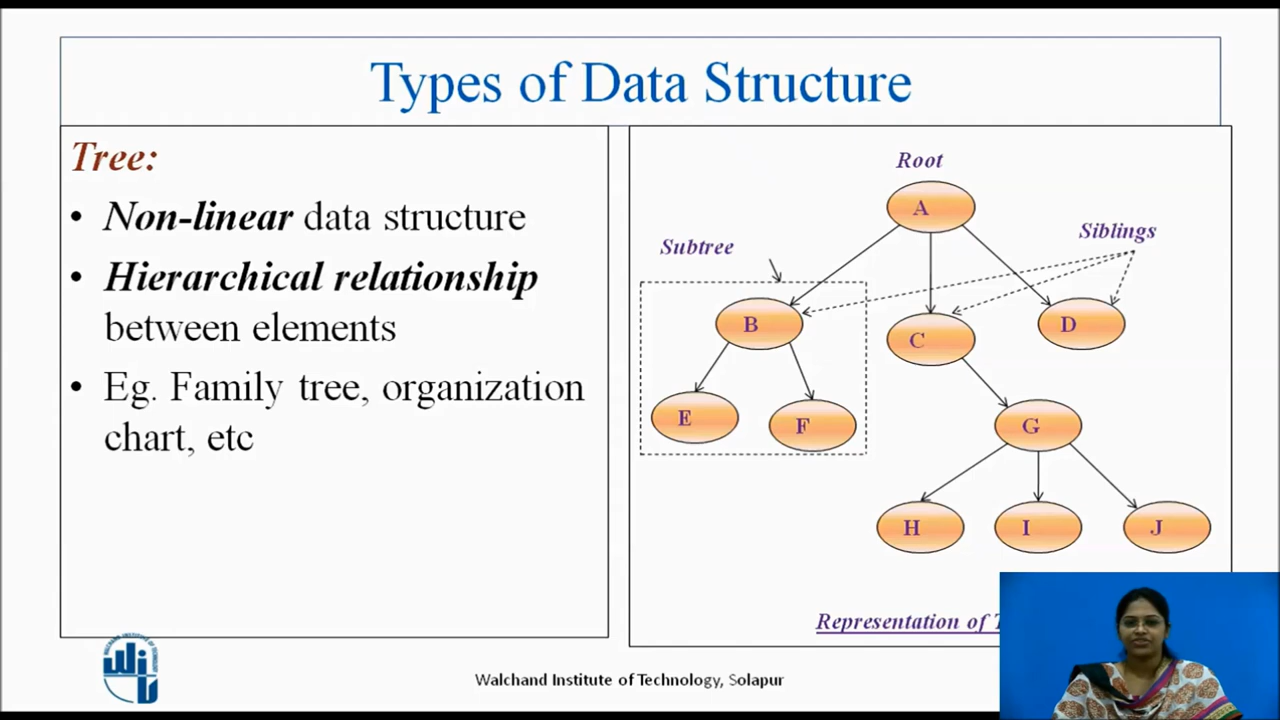 Types of Data Structure
Tree:
• Non-linear data structure
• Hierarchical relationship
between elements
• Eg. Family tree, organization
chart, etc
Root
A
Subtree
Siblings
B
C
D
E
F
G
H
I
J
Representation of
Walchand Institute of Technology, Solapur